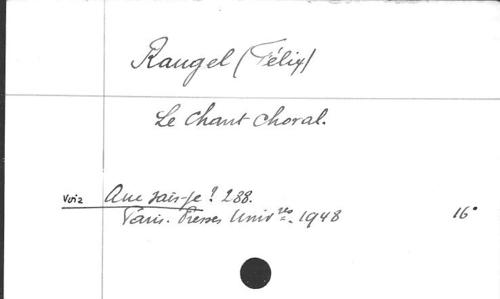 Raugel (Félix)
Le Chant Choral.
Voir Que sais-je ? 288.
Paris. Presses Univ.res. 1948 16°